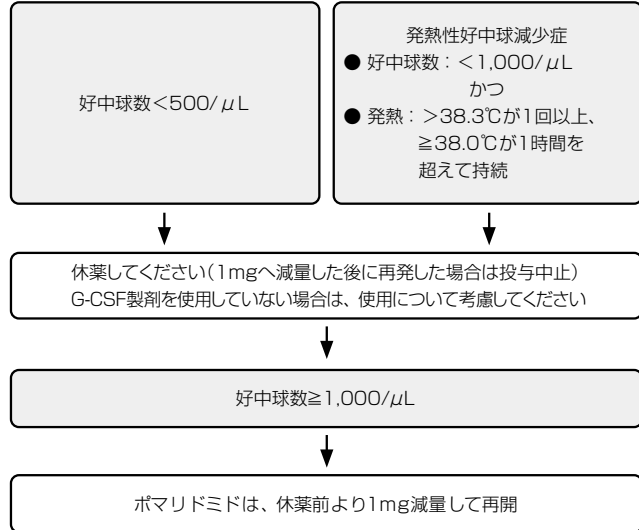 好中球数<500/μL
発熱性好中球減少症
● 好中球数:<1,000/μL
かつ
● 発熱:>38.3℃が1回以上、
≧38.0℃が1時間を
超えて持続
休薬してください(1mgへ減量した後に再発した場合は投与中止)
G-CSF製剤を使用していない場合は、使用について考慮してください
好中球数≧1,000/μL
ポマリドミドは、休薬前より1mg減量して再開